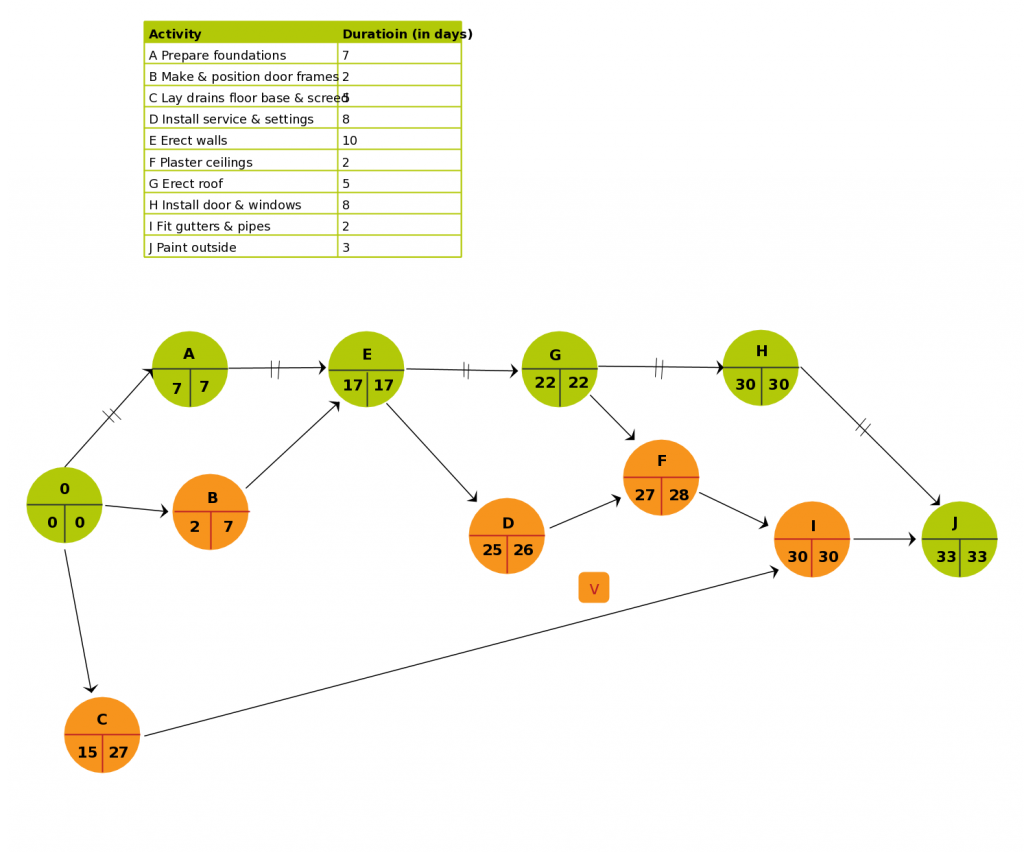 Activity Duratioin (in days)
A Prepare foundations 7
B Make & position door frames 2
C Lay drains floor base & screed 5
D Install service & settings 8
E Erect walls 10
F Plaster ceilings 2
G Erect roof 5
H Install door & windows 8
I Fit gutters & pipes 2
J Paint outside 3
A
7 7
E
17 17
G
22 22
H
30 30
0
0 0
B
2 7
D
25 26
F
27 28
I
30 30
J
33 33
V
C
15 27